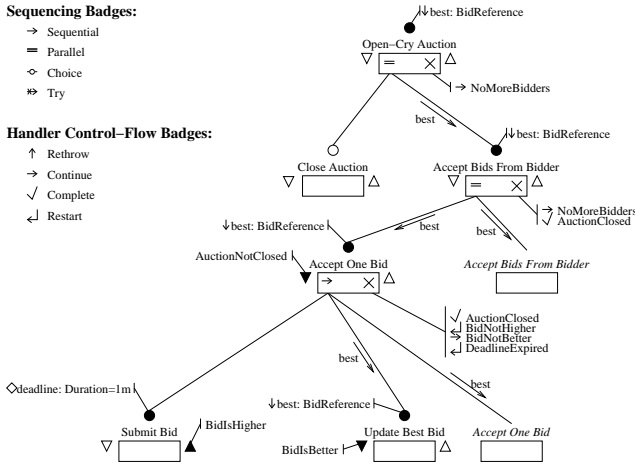 Sequencing Badges:
Sequential
Parallel
Choice
Try
Handler Control–Flow Badges:
Rethrow
Continue
Complete
Restart
best: BidReference
Open–Cry Auction
NoMoreBidders
best
best: BidReference
Close Auction
Accept Bids From Bidder
NoMoreBidders
AuctionClosed
best: BidReference
best
best
AuctionNotClosed
Accept One Bid
Accept Bids From Bidder
AuctionClosed
BidNotHigher
BidNotBetter
DeadlineExpired
best
best
deadline: Duration=1m
best: BidReference
Submit Bid
BidIsHigher
BidIsBetter
Update Best Bid
Accept One Bid